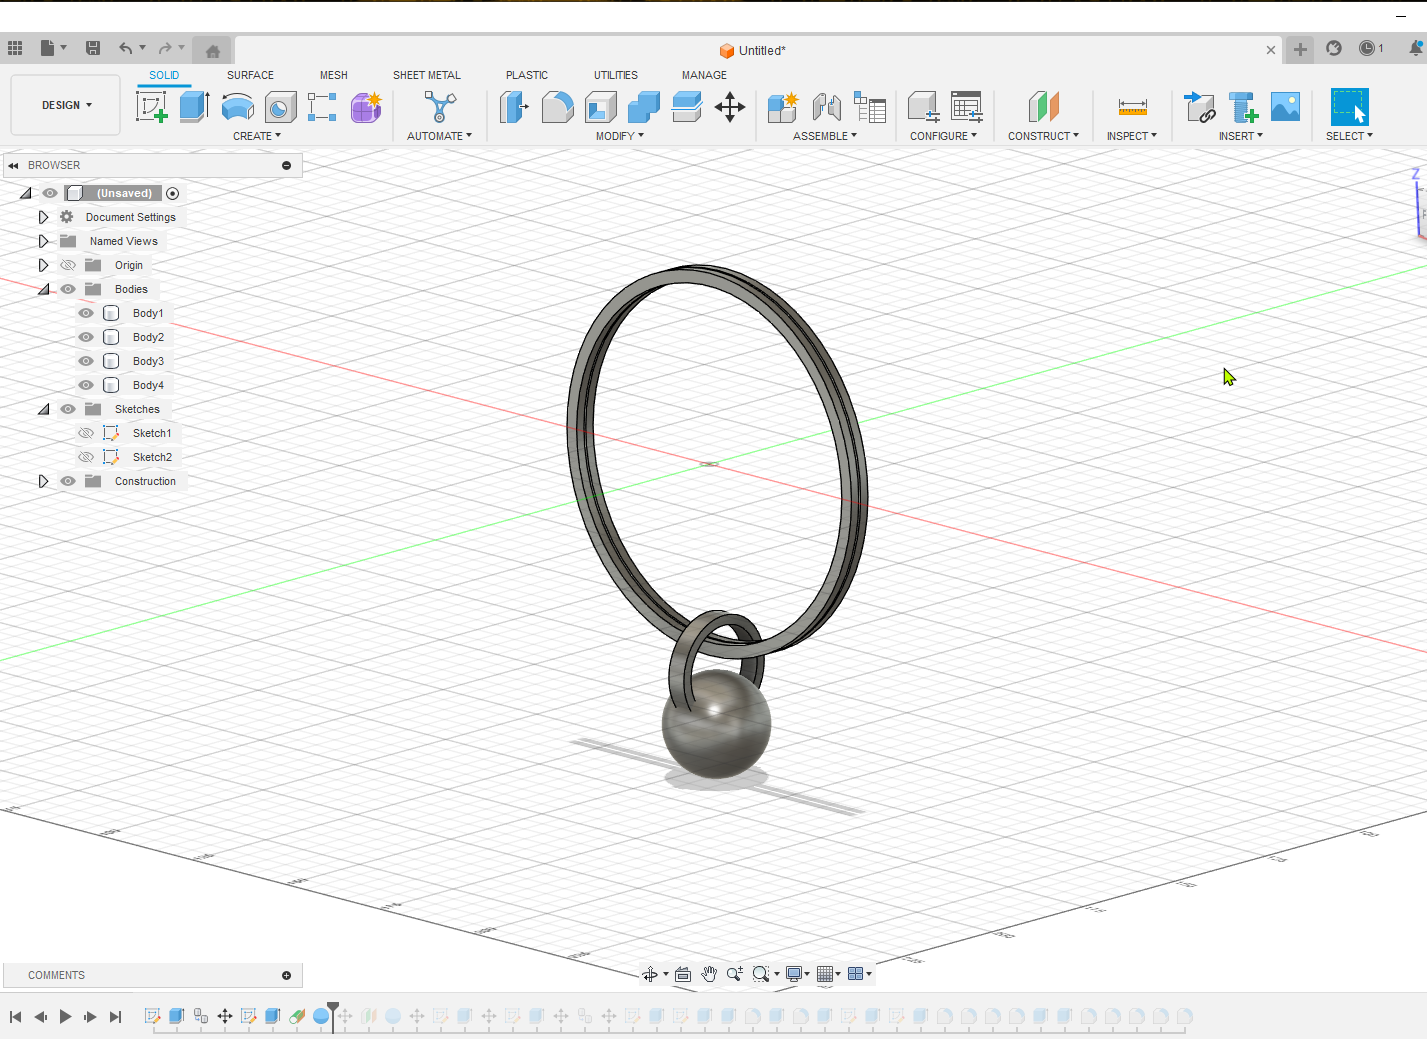 Untitled*
1
DESIGN
SOLID
SURFACE
MESH
SHEET METAL
PLASTIC
UTILITIES
MANAGE
CREATE
AUTOMATE
MODIFY
ASSEMBLE
CONFIGURE
CONSTRUCT
INSPECT
INSERT
SELECT
BROWSER
(Unsaved)
Document Settings
Named Views
Origin
Bodies
Body1
Body2
Body3
Body4
Sketches
Sketch1
Sketch2
Construction
Z
COMMENTS